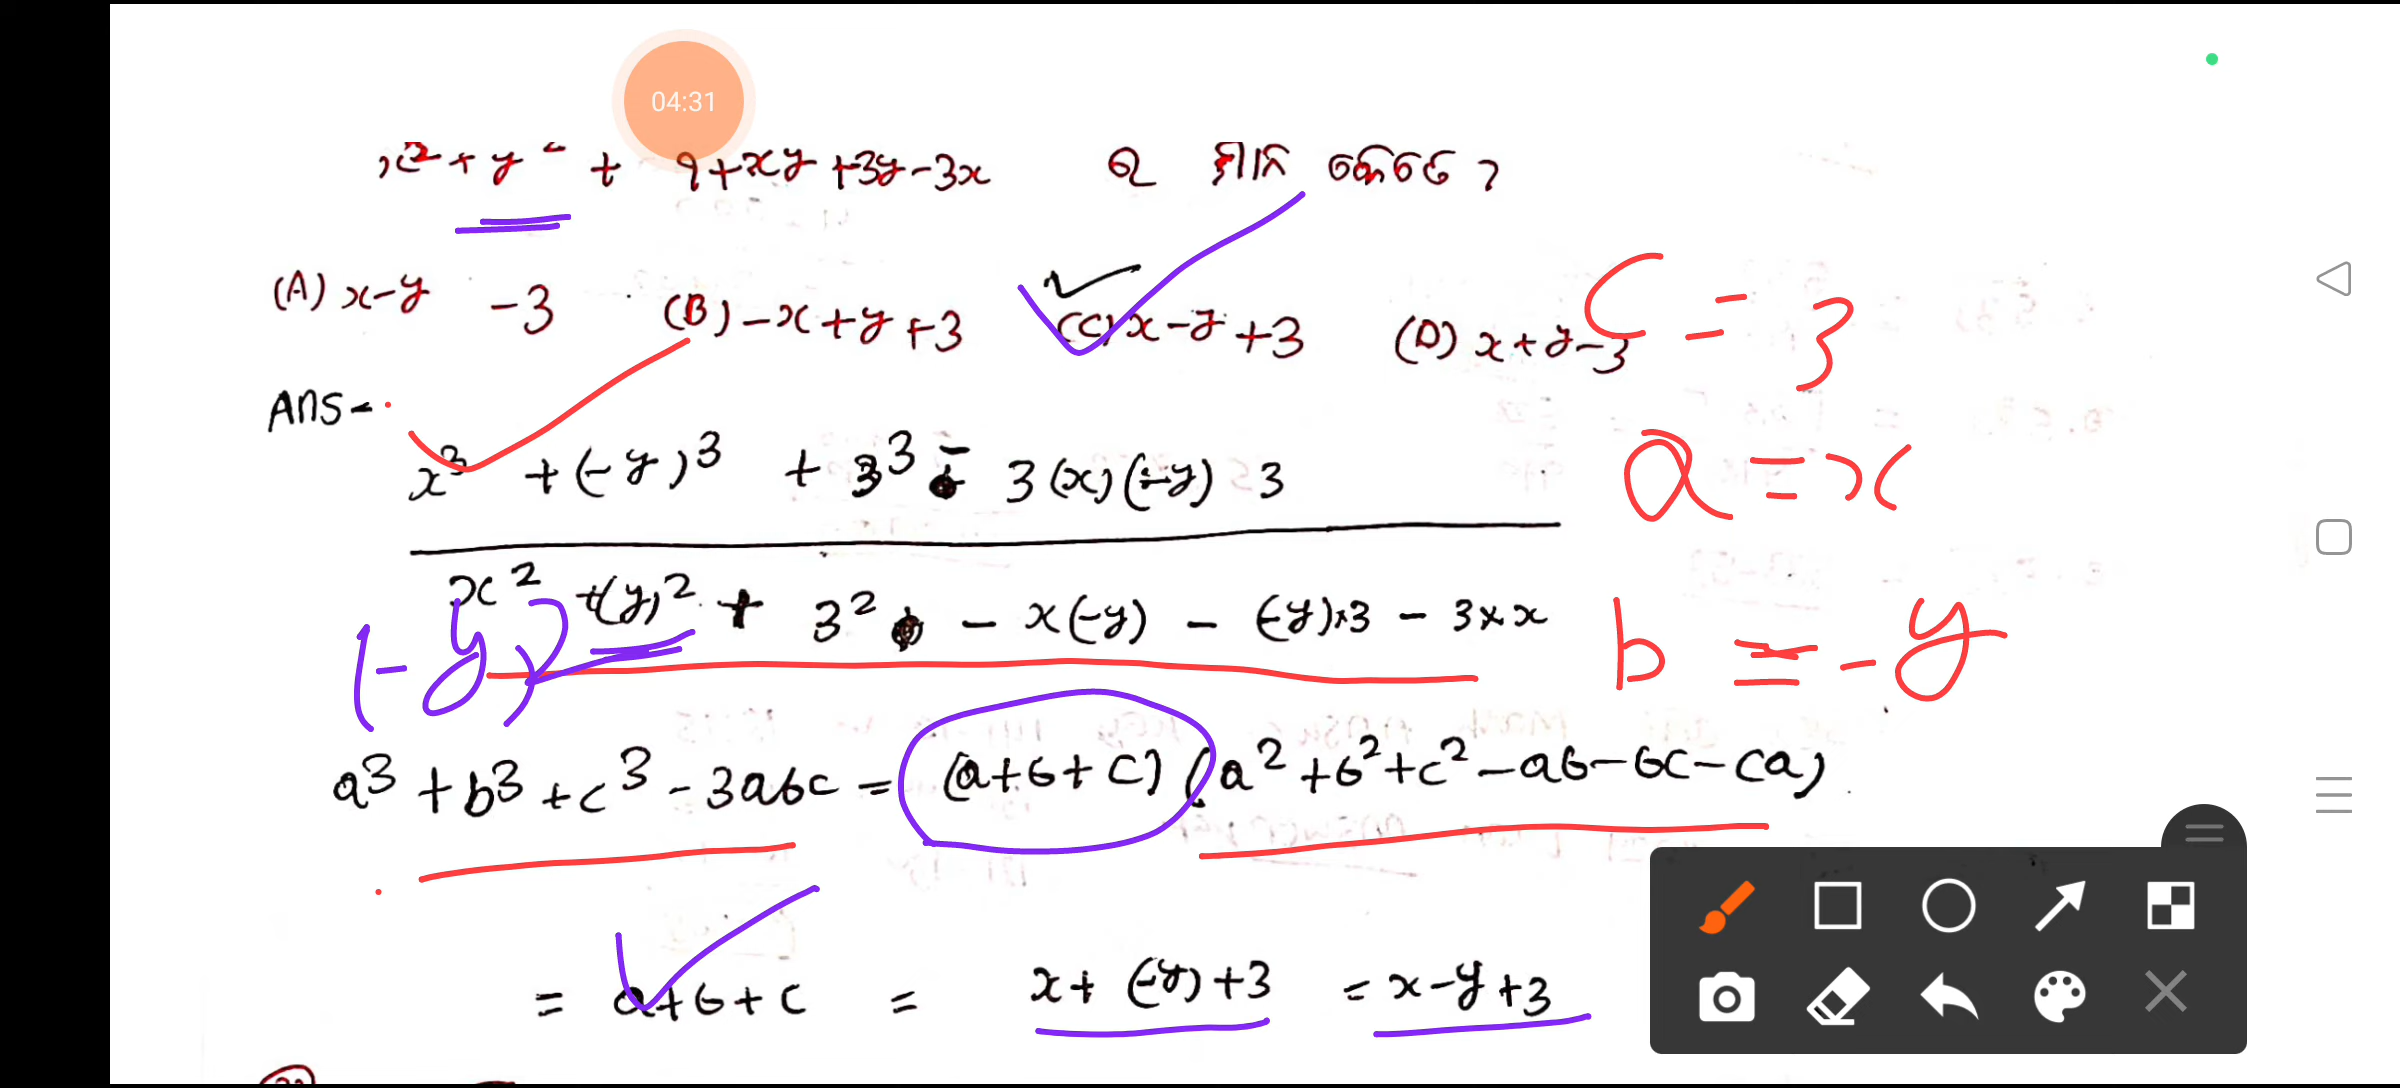 04:31
x² + y² + 9 + xy + 3y - 3x ର ମାନ କେତେ ?
(A) x-y -3 (B) -x+y+3 (C) x-y+3 (D) x+y-3
C = 3
Ans -
x³ + (-y)³ + 3³ - 3(x)(-y) 3
a = x
x² +(y)² + 3² - x(-y) - (-y)×3 - 3×x
(-y)²
b = -y
a³ + b³ + c³ - 3abc = (a+b+c) (a² + b² + c² - ab - bc - ca)
= a+b+c = x+ (-y) +3 = x-y+3